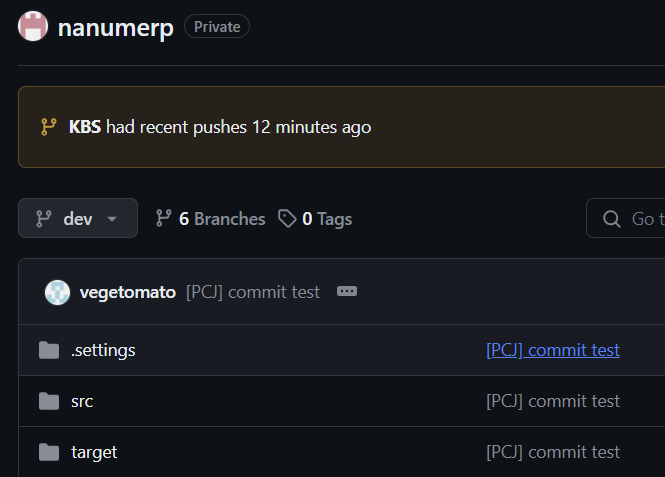 nanumerp Private
KBS had recent pushes 12 minutes ago
dev 6 Branches 0 Tags Go t
vegetomato [PCJ] commit test
.settings [PCJ] commit test
src [PCJ] commit test
target [PCJ] commit test